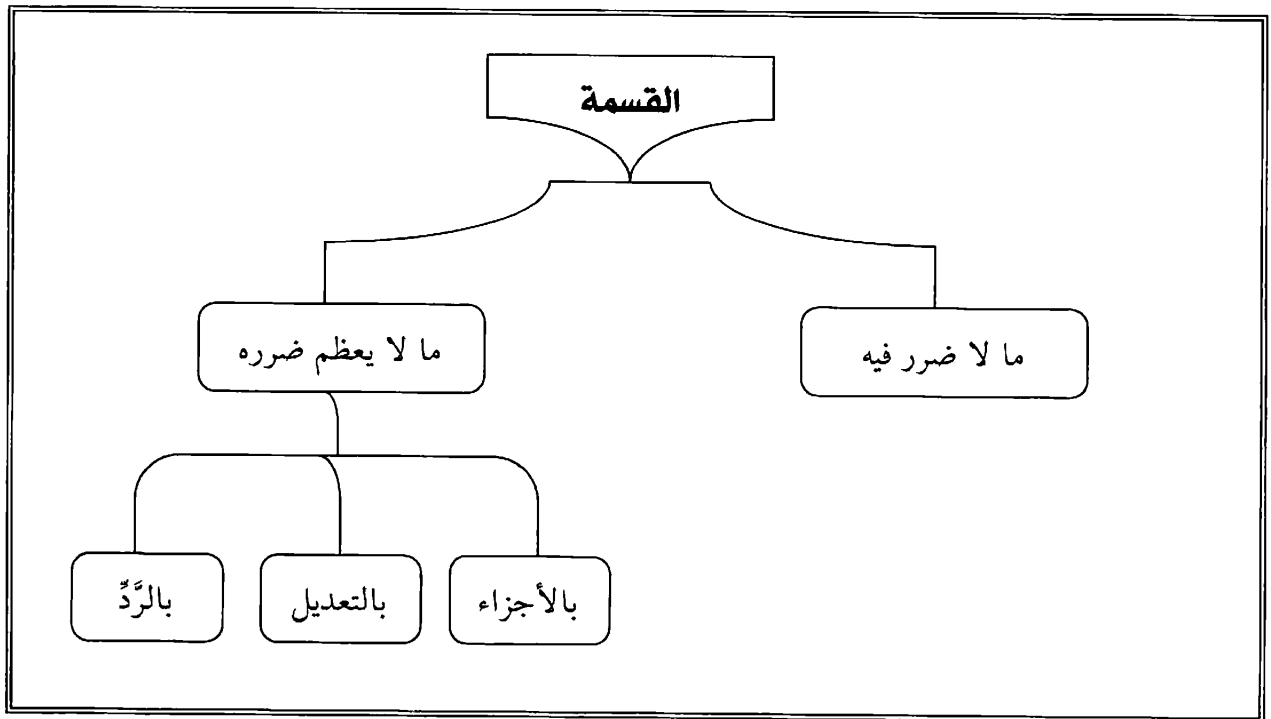 القسمة
ما لا ضرر فيه
ما لا يعظم ضرره
بالأجزاء
بالتعديل
بالرَّدِّ